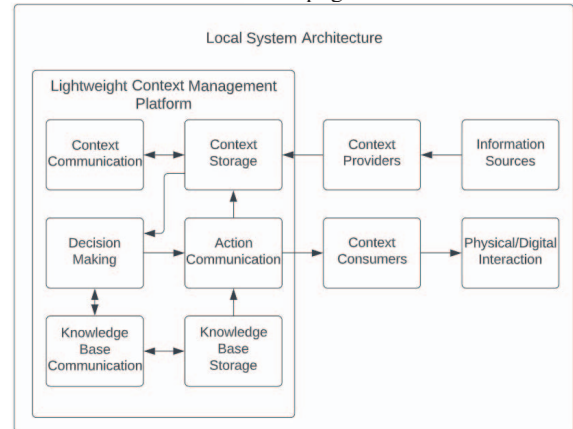 Local System Architecture
Lightweight Context Management
Platform
Context
Communication
Context
Storage
Context
Providers
Information
Sources
Decision
Making
Action
Communication
Context
Consumers
Physical/Digital
Interaction
Knowledge
Base
Communication
Knowledge
Base
Storage